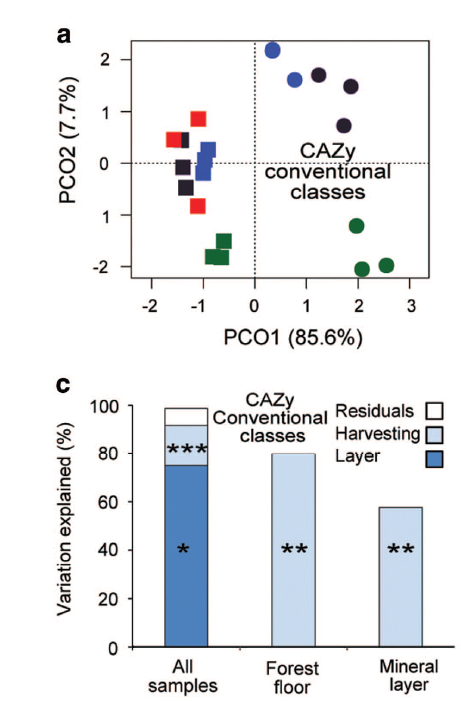 a
PCO2 (7.7%)
2
1
0
1
-2
CAZy
conventional
classes
-2
-1
0
1
2
3
PCO1 (85.6%)
c
Variation explained (%)
100
80
60
40
20
0
CAZy
Conventional
classes
Residuals
Harvesting
Layer
***
*
**
**
All
samples
Forest
floor
Mineral
layer